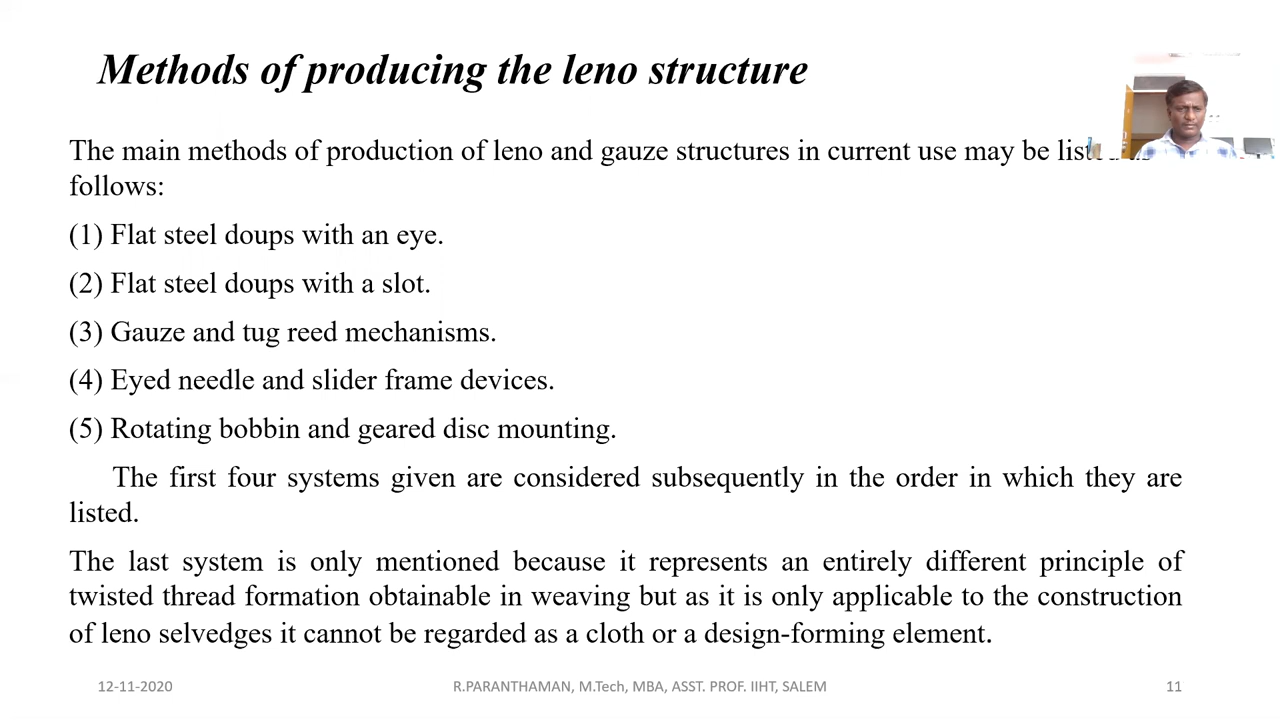 Methods of producing the leno structure
The main methods of production of leno and gauze structures in current use may be
follows:
(1) Flat steel doups with an eye.
(2) Flat steel doups with a slot.
(3) Gauze and tug reed mechanisms.
(4) Eyed needle and slider frame devices.
(5) Rotating bobbin and geared disc mounting.
The first four systems given are considered subsequently in the order in which they are
listed.
The last system is only mentioned because it represents an entirely different principle of
twisted thread formation obtainable in weaving but as it is only applicable to the construction
of leno selvedges it cannot be regarded as a cloth or a design-forming element.
12-11-2020 R.PARANTHAMAN, M.Tech, MBA, ASST. PROF. IIHT, SALEM 11